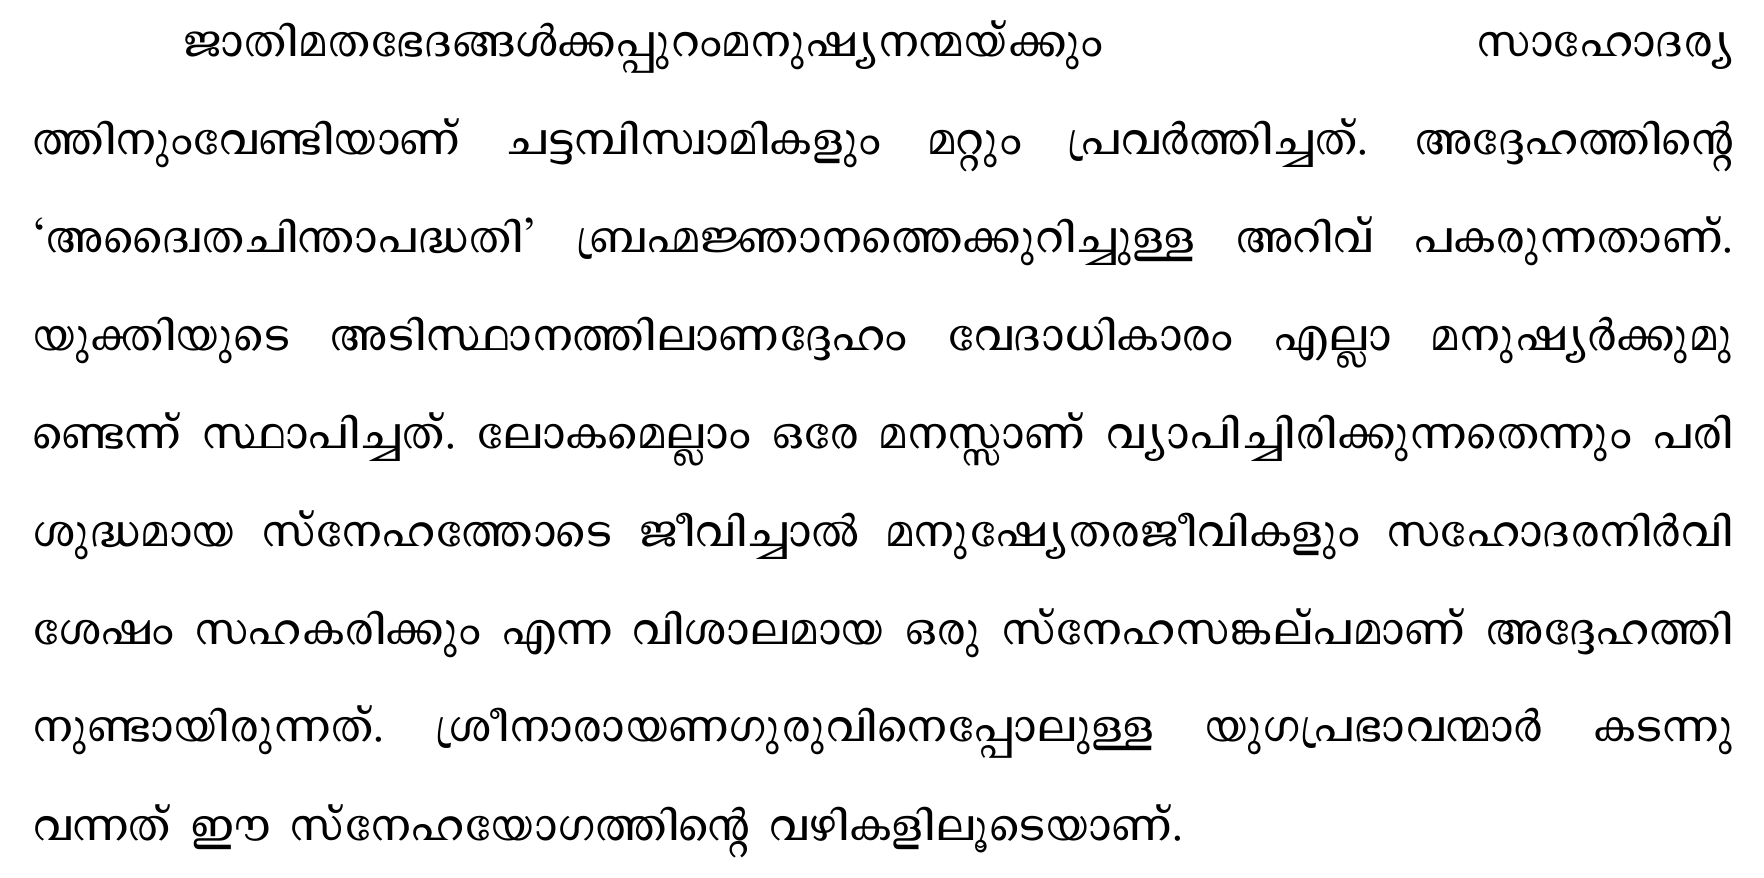 ജാതിമതഭേദങ്ങൾക്കപ്പുറംമനുഷ്യനന്മയ്ക്കും സാഹോദര്യ
ത്തിനുംവേണ്ടിയാണ് ചട്ടമ്പിസ്വാമികളും മറ്റും പ്രവർത്തിച്ചത്. അദ്ദേഹത്തിന്റെ
‘അദ്വൈതചിന്താപദ്ധതി’ ബ്രഹ്മജ്ഞാനത്തെക്കുറിച്ചുള്ള അറിവ് പകരുന്നതാണ്.
യുക്തിയുടെ അടിസ്ഥാനത്തിലാണദ്ദേഹം വേദാധികാരം എല്ലാ മനുഷ്യർക്കുമു
ണ്ടെന്ന് സ്ഥാപിച്ചത്. ലോകമെല്ലാം ഒരേ മനസ്സാണ് വ്യാപിച്ചിരിക്കുന്നതെന്നും പരി
ശുദ്ധമായ സ്നേഹത്തോടെ ജീവിച്ചാൽ മനുഷ്യേതരജീവികളും സഹോദരനിർവി
ശേഷം സഹകരിക്കും എന്ന വിശാലമായ ഒരു സ്നേഹസങ്കല്പമാണ് അദ്ദേഹത്തി
നുണ്ടായിരുന്നത്. ശ്രീനാരായണഗുരുവിനെപ്പോലുള്ള യുഗപ്രഭാവന്മാർ കടന്നു
വന്നത് ഈ സ്നേഹയോഗത്തിന്റെ വഴികളിലൂടെയാണ്.